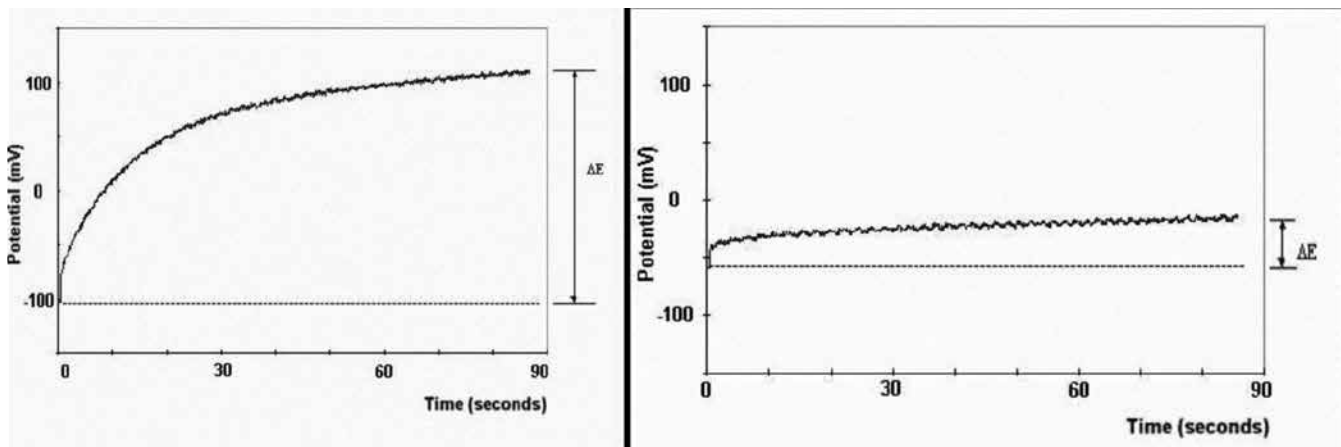 100
0
-100
Potential (mV)
0 30 60 90
Time (seconds)
ΔE
100
0
-100
Potential (mV)
0 30 60 90
Time (seconds)
ΔE